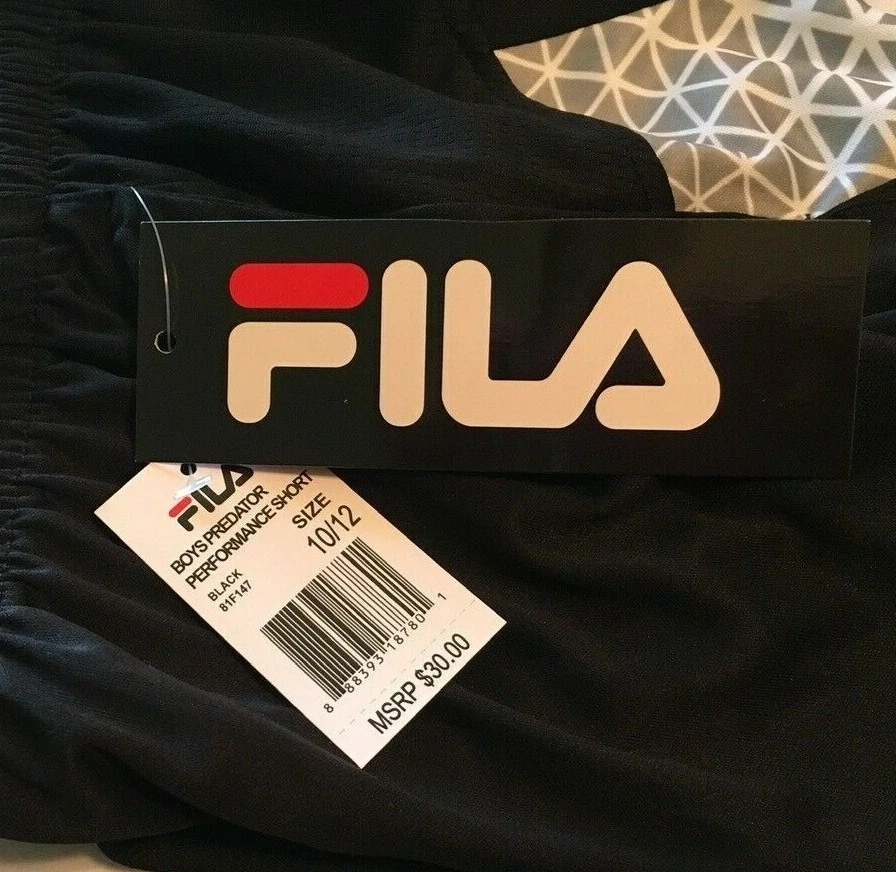 FILA
FILA
BOYS PREDATOR
PERFORMANCE SHORT
BLACK
81F147
SIZE
10/12
8 88393 18780 1
MSRP $30.00